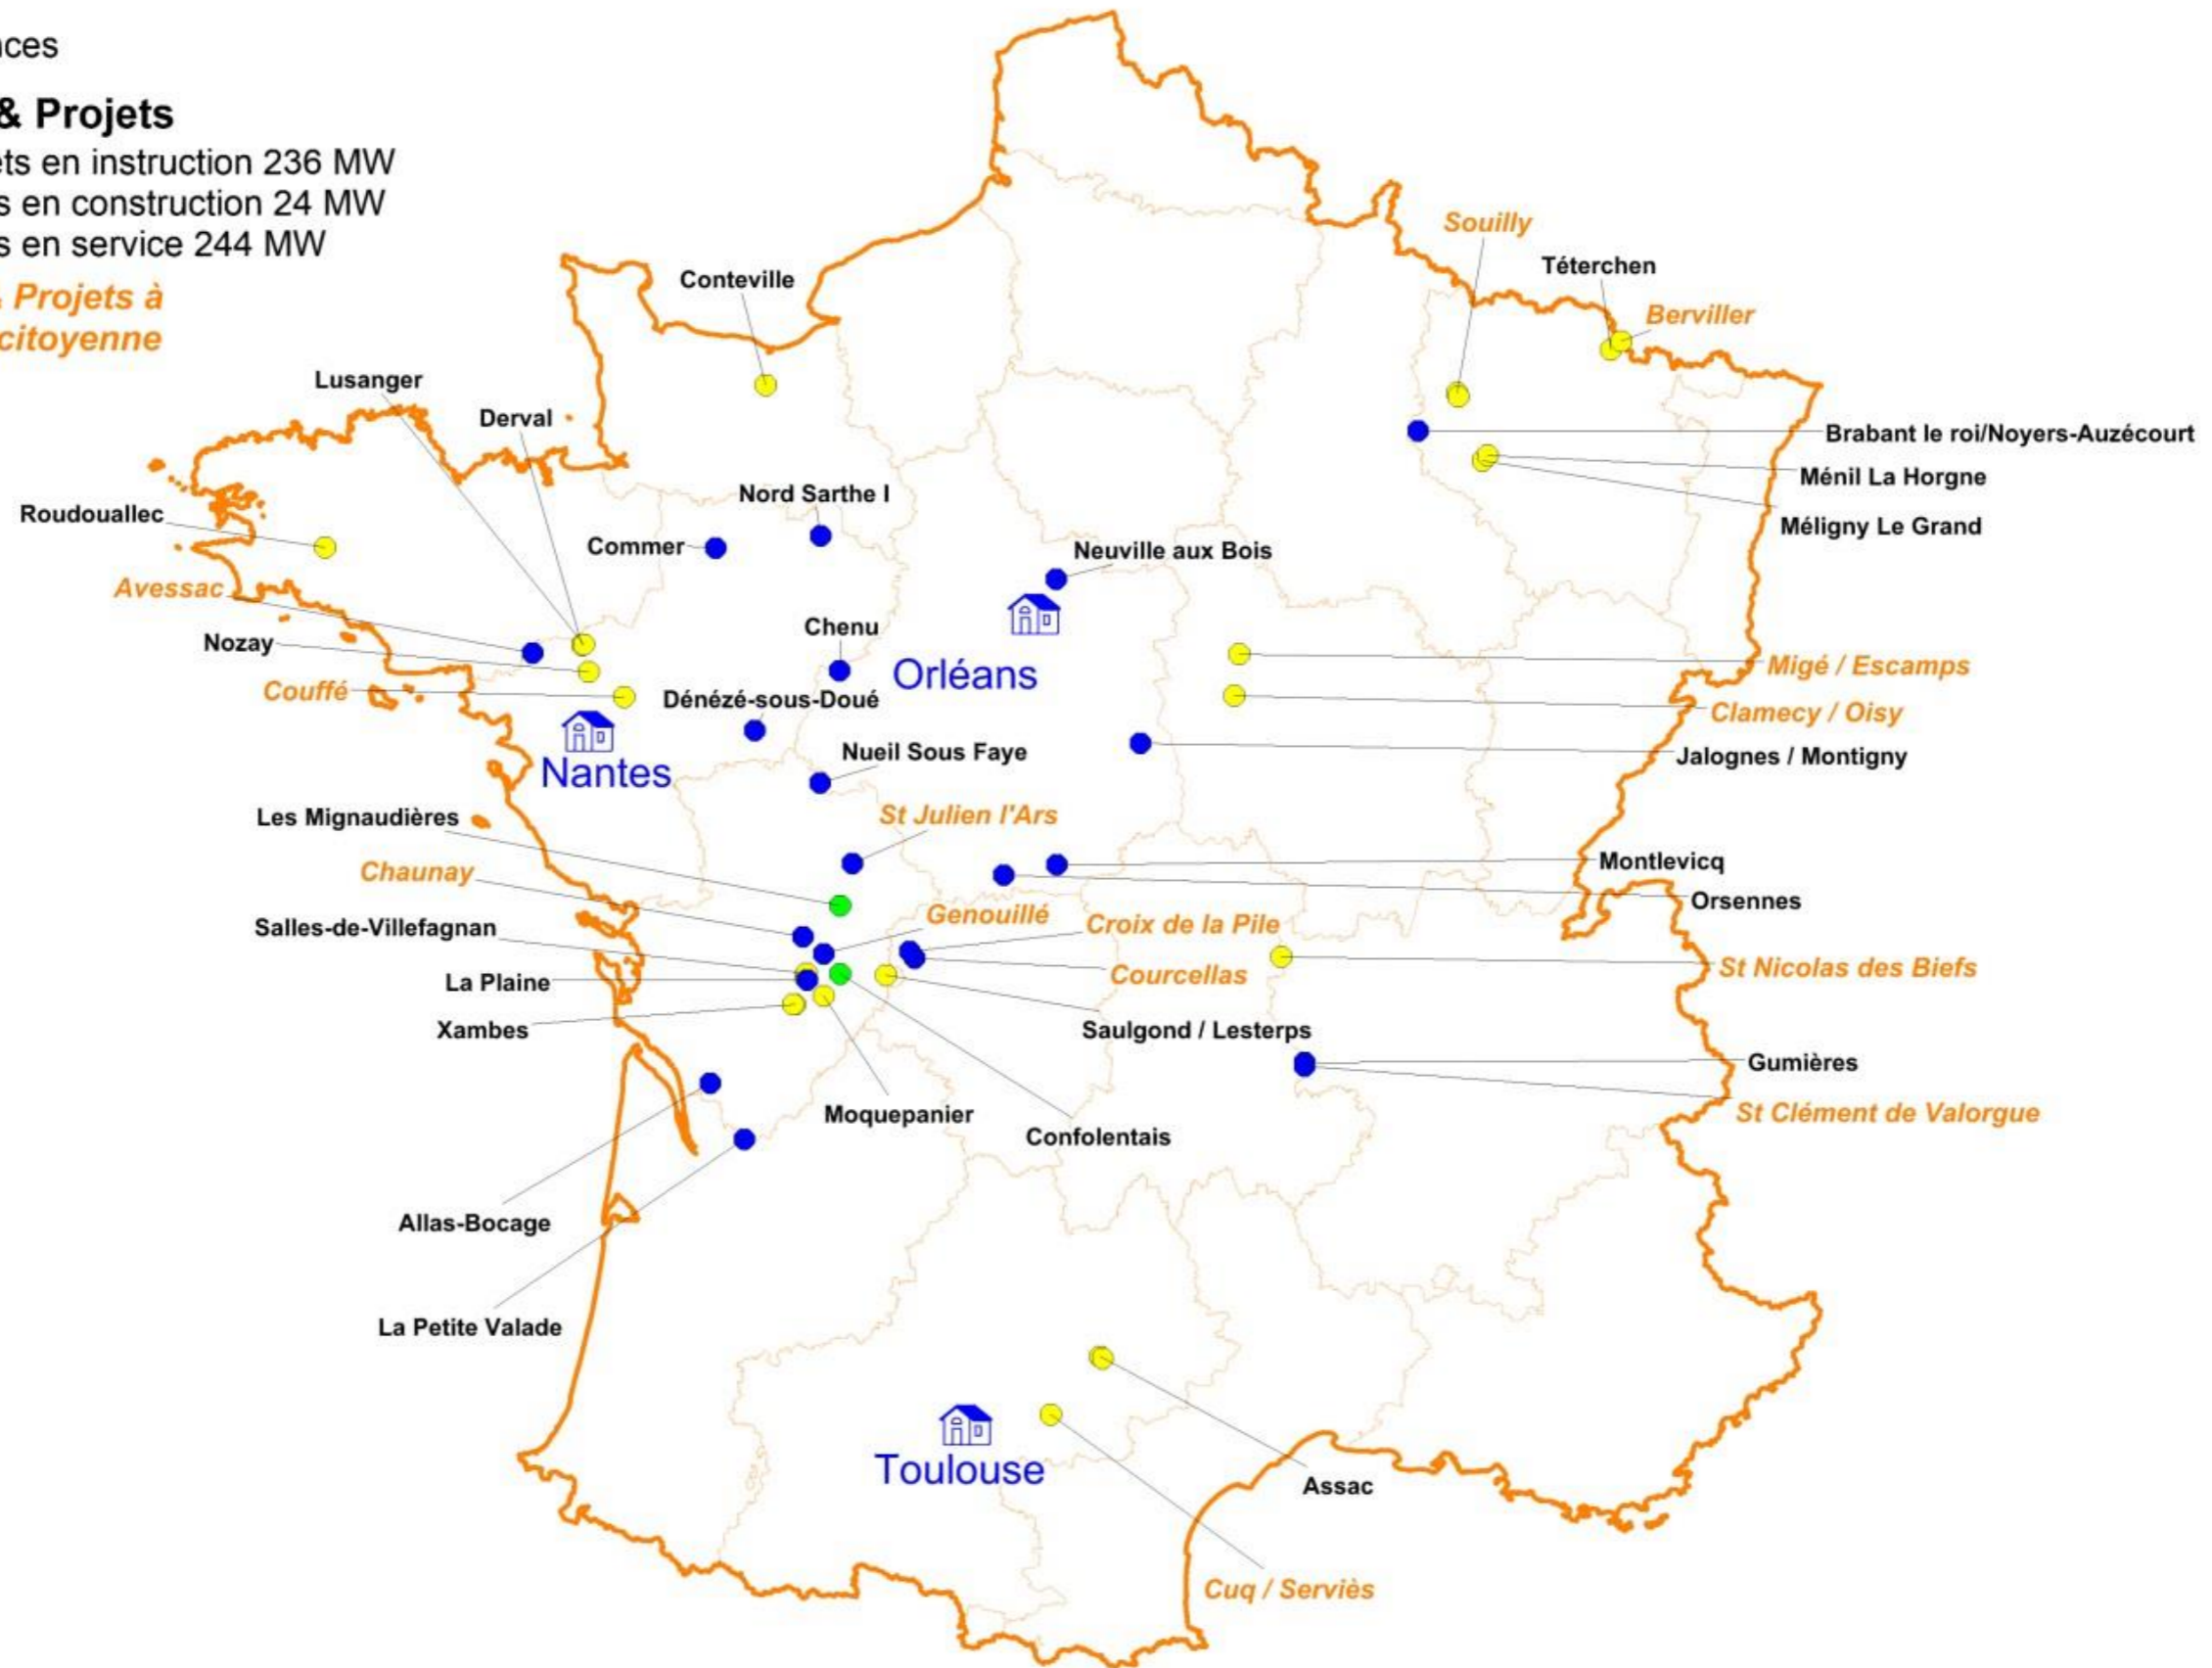 ces
& Projets
ets en instruction 236 MW
s en construction 24 MW
s en service 244 MW
Projets à
citoyenne
Souilly
Téterchen
Conteville
Berviller
Lusanger
Derval
Brabant le roi/Noyers-Auzécourt
Ménil La Horgne
Nord Sarthe I
Roudouallec
Méligny Le Grand
Commer
Neuville aux Bois
Avessac
Chenu
Nozay
Migé / Escamps
Orléans
Couffé
Dénézé-sous-Doué
Clamecy / Oisy
Nueil Sous Faye
Jalognes / Montigny
Nantes
Les Mignaudières
St Julien l'Ars
Montlevicq
Chaunay
Orsennes
Genouillé
Croix de la Pile
Salles-de-Villefagnan
St Nicolas des Biefs
Courcellas
La Plaine
Xambes
Saulgond / Lesterps
Gumières
Moquepanier
St Clément de Valorgue
Confolentais
Allas-Bocage
La Petite Valade
Toulouse
Assac
Cuq / Serviès